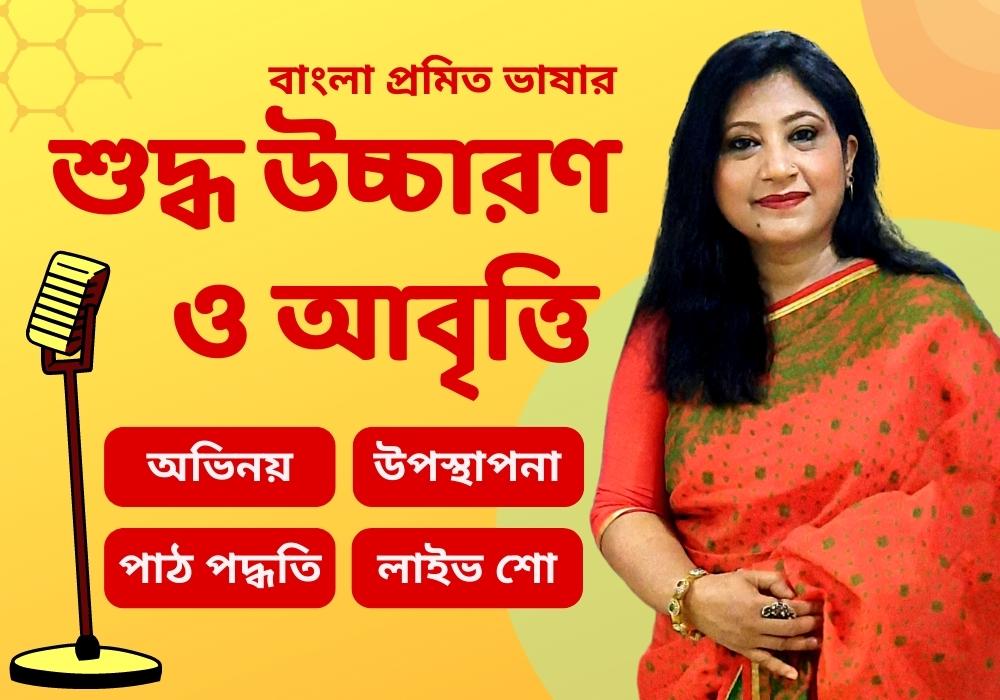 বাংলা প্রমিত ভাষার
শুদ্ধ উচ্চারণ
ও আবৃত্তি
অভিনয়
উপস্থাপনা
পাঠ পদ্ধতি
লাইভ শো